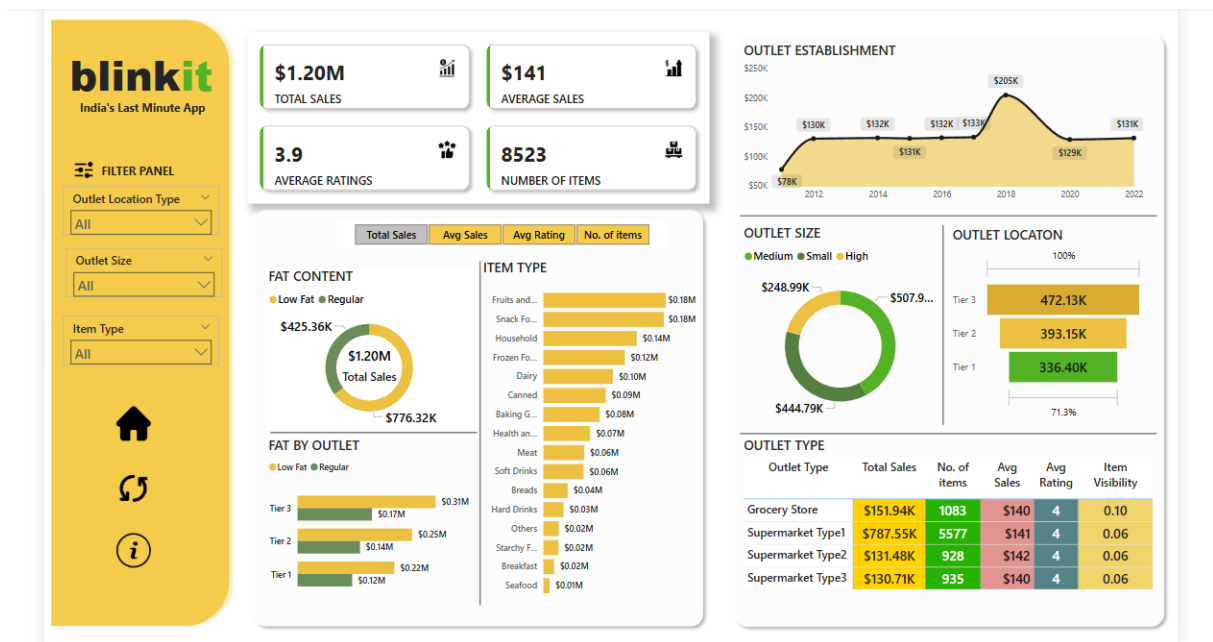 blinkit
India's Last Minute App
FILTER PANEL
Outlet Location Type
All
Outlet Size
All
Item Type
All
$1.20M
TOTAL SALES
$141
AVERAGE SALES
3.9
AVERAGE RATINGS
8523
NUMBER OF ITEMS
Total Sales Avg Sales Avg Rating No. of items
FAT CONTENT
Low Fat Regular
$425.36K
$1.20M
Total Sales
$776.32K
FAT BY OUTLET
Low Fat Regular
Tier 3 $0.31M
$0.17M
Tier 2 $0.25M
$0.14M
Tier 1 $0.22M
$0.12M
ITEM TYPE
Fruits and... $0.18M
Snack Fo... $0.18M
Household $0.14M
Frozen Fo... $0.12M
Dairy $0.10M
Canned $0.09M
Baking G... $0.08M
Health an... $0.07M
Meat $0.06M
Soft Drinks $0.06M
Breads $0.04M
Hard Drinks $0.03M
Others $0.02M
Starchy F... $0.02M
Breakfast $0.02M
Seafood $0.01M
OUTLET ESTABLISHMENT
$250K
$200K
$150K
$100K
$50K
$78K $130K $132K $131K $132K $133K $205K $129K $131K
2012 2014 2016 2018 2020 2022
OUTLET SIZE
Medium Small High
$248.99K
$507.9...
$444.79K
OUTLET LOCATON
100%
Tier 3 472.13K
Tier 2 393.15K
Tier 1 336.40K
71.3%
OUTLET TYPE
Outlet Type Total Sales No. of items Avg Sales Avg Rating Item Visibility
Grocery Store $151.94K 1083 $140 4 0.10
Supermarket Type1 $787.55K 5577 $141 4 0.06
Supermarket Type2 $131.48K 928 $142 4 0.06
Supermarket Type3 $130.71K 935 $140 4 0.06